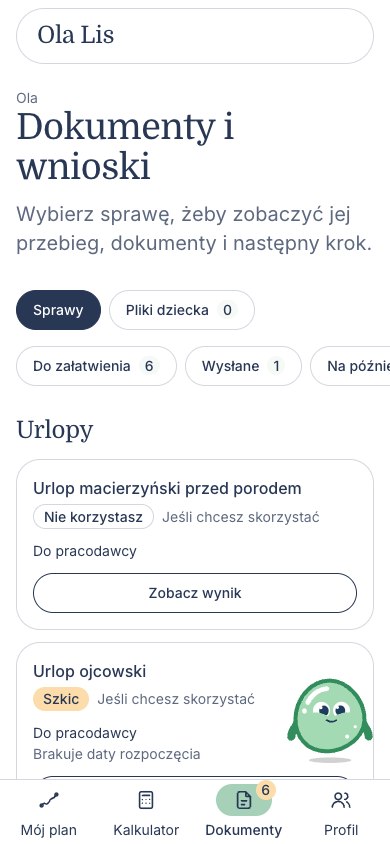 Ola Lis
Ola
Dokumenty i
wnioski
Wybierz sprawę, żeby zobaczyć jej
przebieg, dokumenty i następny krok.
Sprawy
Pliki dziecka 0
Do załatwienia 6
Wysłane 1
Na
Urlopy
Urlop macierzyński przed porodem
Nie korzystasz Jeśli chcesz skorzystać
Do pracodawcy
Zobacz wynik
Urlop ojcowski
Szkic Jeśli chcesz skorzystać
Do pracodawcy
Brakuje daty rozpoczęcia
6
Mój plan
Kalkulator
Dokumenty
Profil